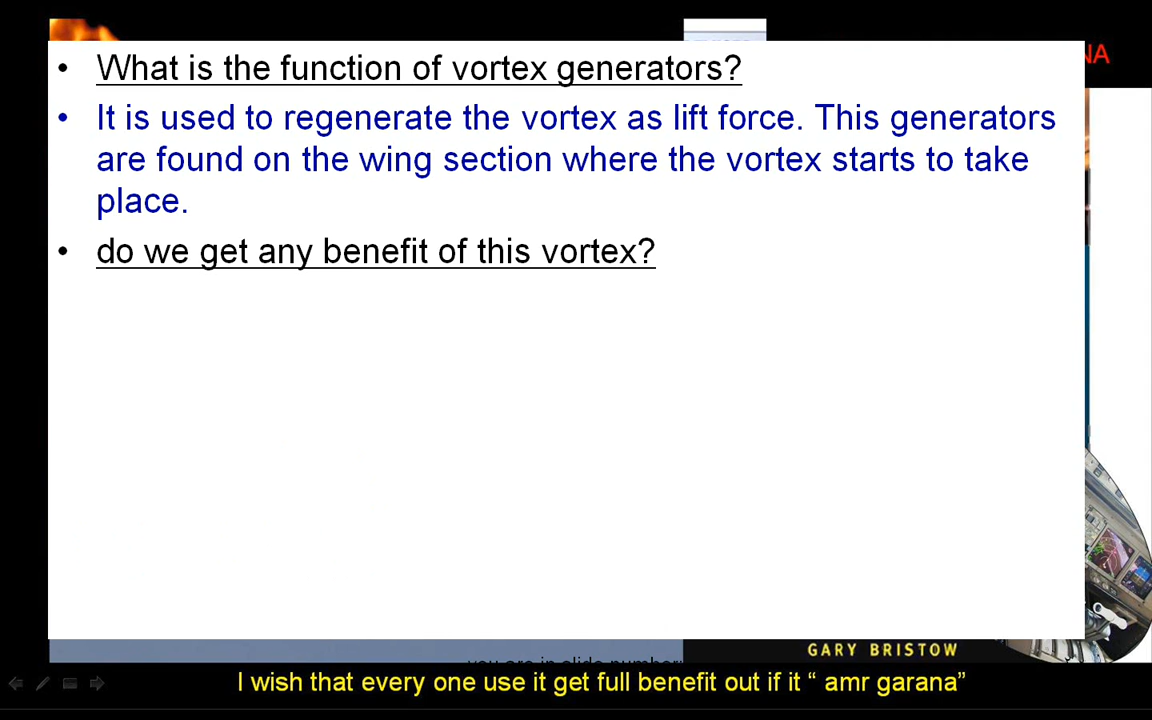 NA
• What is the function of vortex generators?
• It is used to regenerate the vortex as lift force. This generators
are found on the wing section where the vortex starts to take
place.
• do we get any benefit of this vortex?
GARY BRISTOW
you are in slide number
I wish that every one use it get full benefit out if it “ amr garana”